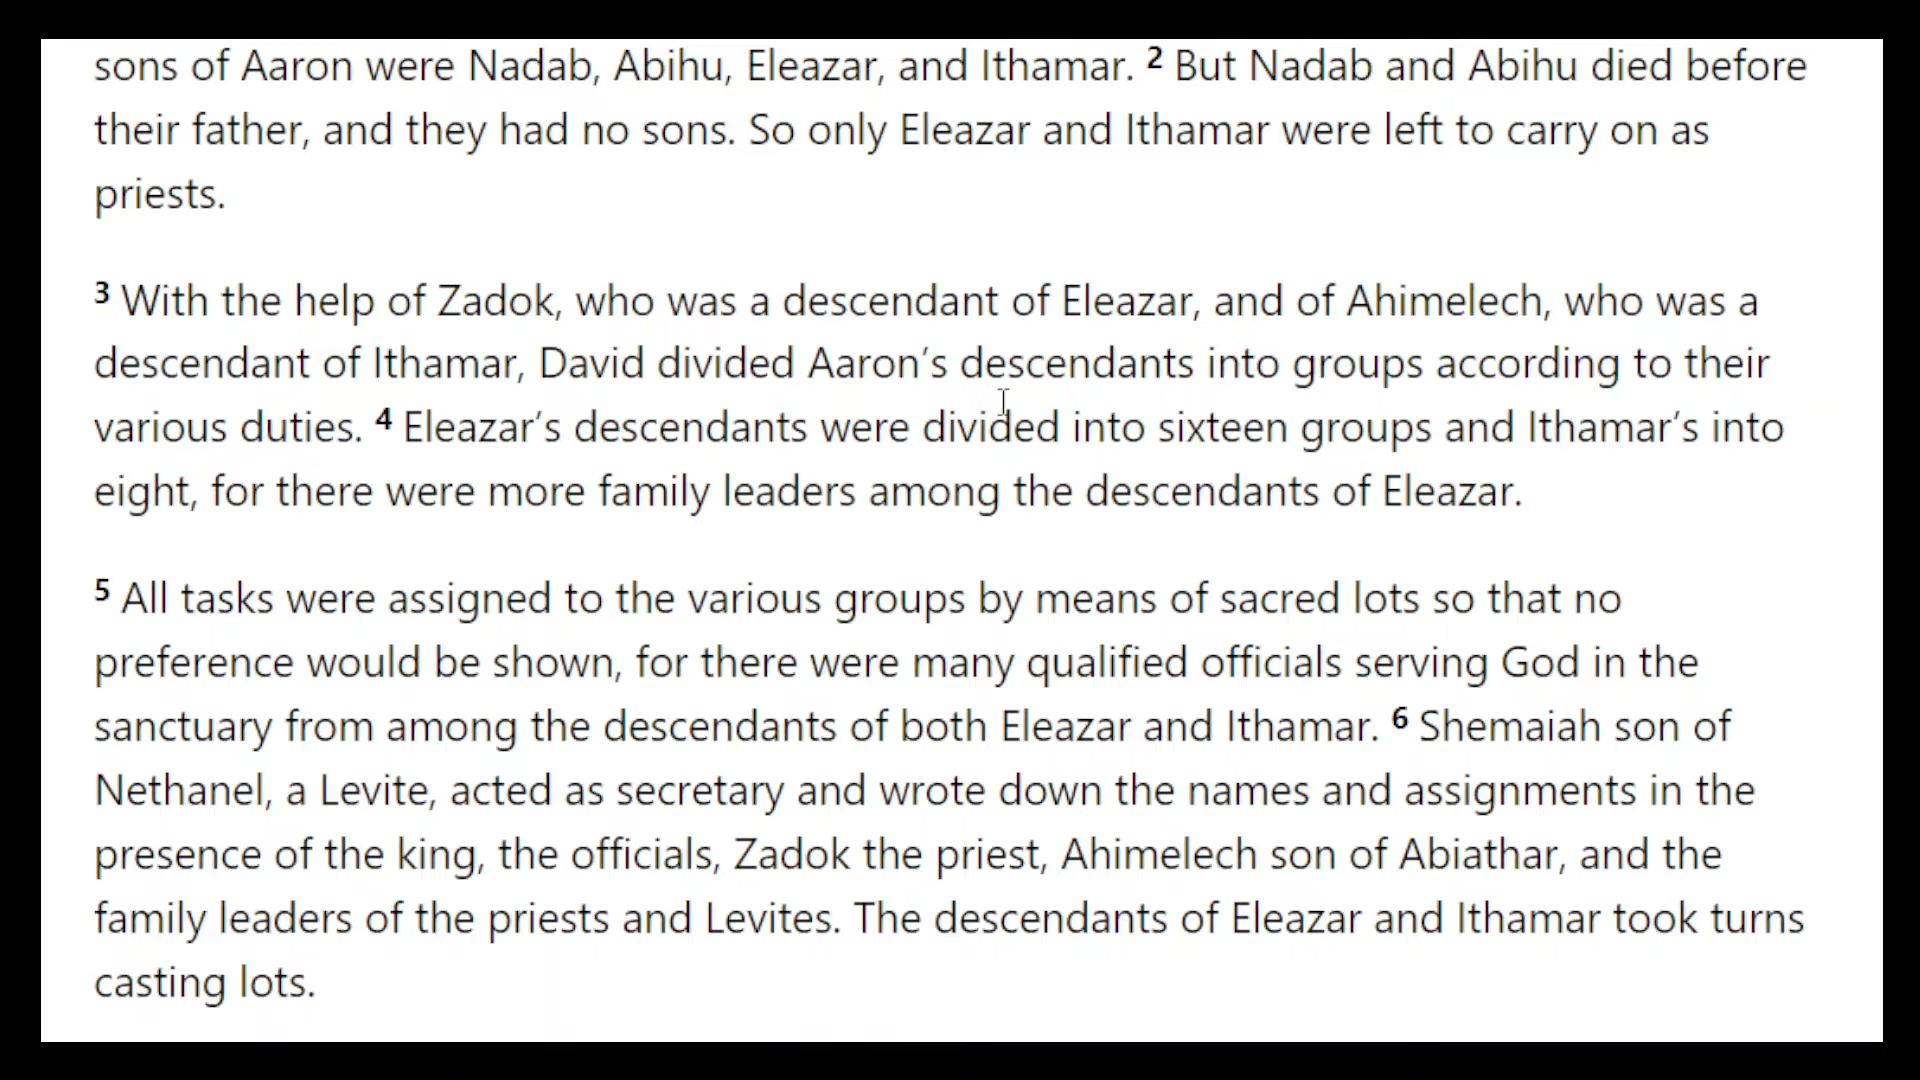 sons of Aaron were Nadab, Abihu, Eleazar, and Ithamar. 2 But Nadab and Abihu died before
their father, and they had no sons. So only Eleazar and Ithamar were left to carry on as
priests.
3 With the help of Zadok, who was a descendant of Eleazar, and of Ahimelech, who was a
descendant of Ithamar, David divided Aaron’s descendants into groups according to their
various duties. 4 Eleazar’s descendants were divided into sixteen groups and Ithamar’s into
eight, for there were more family leaders among the descendants of Eleazar.
5 All tasks were assigned to the various groups by means of sacred lots so that no
preference would be shown, for there were many qualified officials serving God in the
sanctuary from among the descendants of both Eleazar and Ithamar. 6 Shemaiah son of
Nethanel, a Levite, acted as secretary and wrote down the names and assignments in the
presence of the king, the officials, Zadok the priest, Ahimelech son of Abiathar, and the
family leaders of the priests and Levites. The descendants of Eleazar and Ithamar took turns
casting lots.